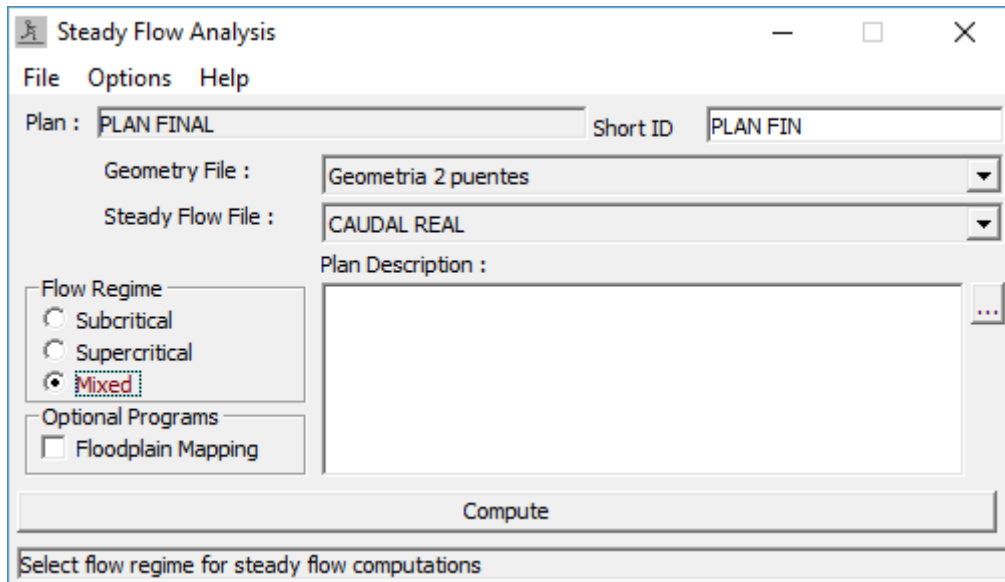 Steady Flow Analysis
File Options Help
Plan : PLAN FINAL Short ID PLAN FIN
Geometry File : Geometria 2 puentes
Steady Flow File : CAUDAL REAL
Plan Description :
Flow Regime
Subcritical
Supercritical
Mixed
Optional Programs
Floodplain Mapping
...
Compute
Select flow regime for steady flow computations